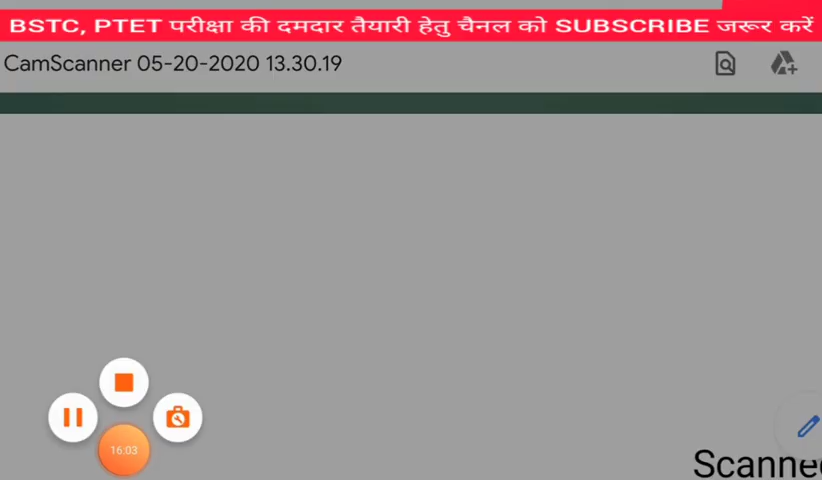 BSTC, PTET परीक्षा की दमदार तैयारी हेतु चैनल को SUBSCRIBE जरूर करें
CamScanner 05-20-2020 13.30.19
16:03